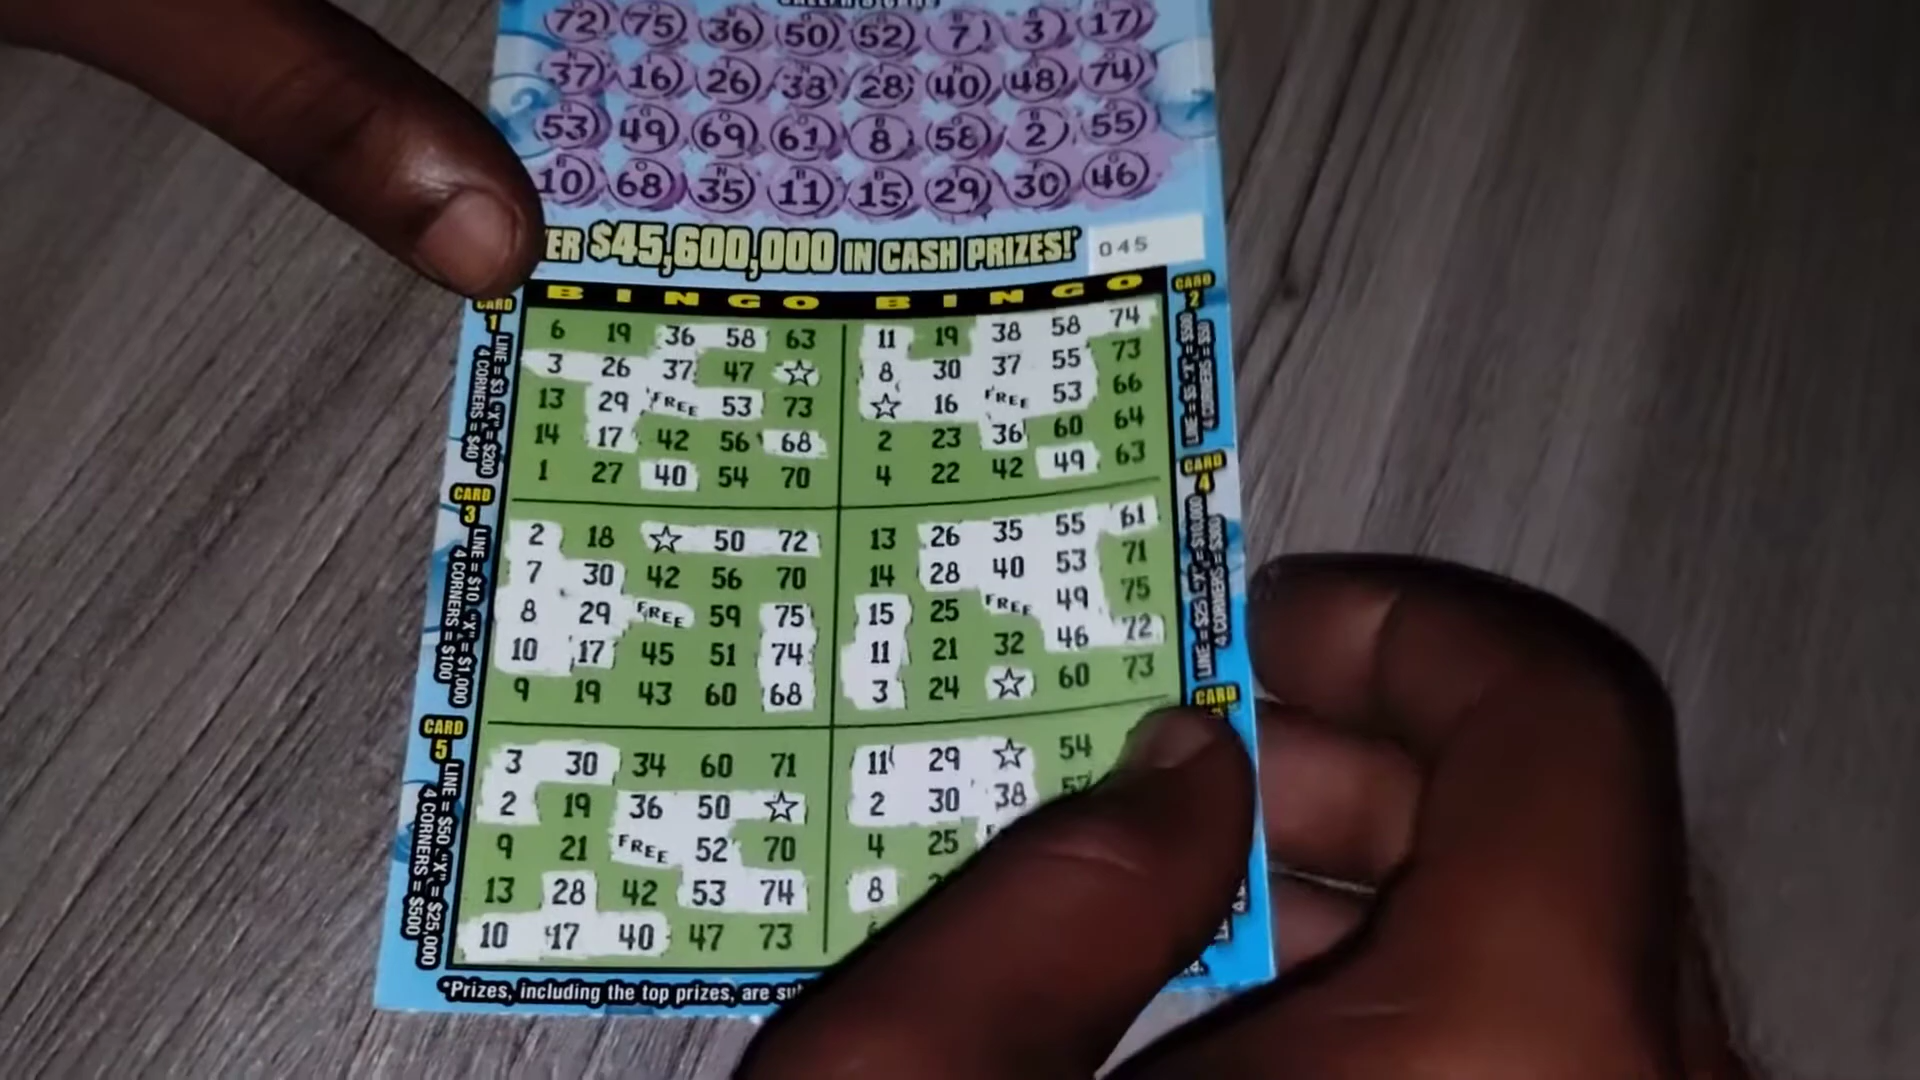 72 75 36 50 52 7 3 17
37 16 26 38 28 40 48 74
53 49 69 61 8 58 2 55
10 68 35 11 15 29 30 46
ER $45,600,000 IN CASH PRIZES!*
045
CARD 1
LINE = $3 "X" = $200
4 CORNERS = $40
B I N G O
6 19 36 58 63
3 26 37 47 ☆
13 29 FREE 53 73
14 17 42 56 68
1 27 40 54 70
CARD 2
LINE = $5 "X" = $500
4 CORNERS = $50
B I N G O
11 19 38 58 74
8 30 37 55 73
☆ 16 FREE 53 66
2 23 36 60 64
4 22 42 49 63
CARD 3
LINE = $10 "X" = $1,000
4 CORNERS = $100
2 18 ☆ 50 72
7 30 42 56 70
8 29 FREE 59 75
10 17 45 51 74
9 19 43 60 68
CARD 4
LINE = $25 "X" = $10,000
4 CORNERS = $300
13 26 35 55 61
14 28 40 53 71
15 25 FREE 49 75
11 21 32 46 72
3 24 ☆ 60 73
CARD 5
LINE = $50 "X" = $25,000
4 CORNERS = $500
3 30 34 60 71
2 19 36 50 ☆
9 21 FREE 52 70
13 28 42 53 74
10 17 40 47 73
CARD
11 29 ☆ 54
2 30 38
4 25
8
*Prizes, including the top prizes, are